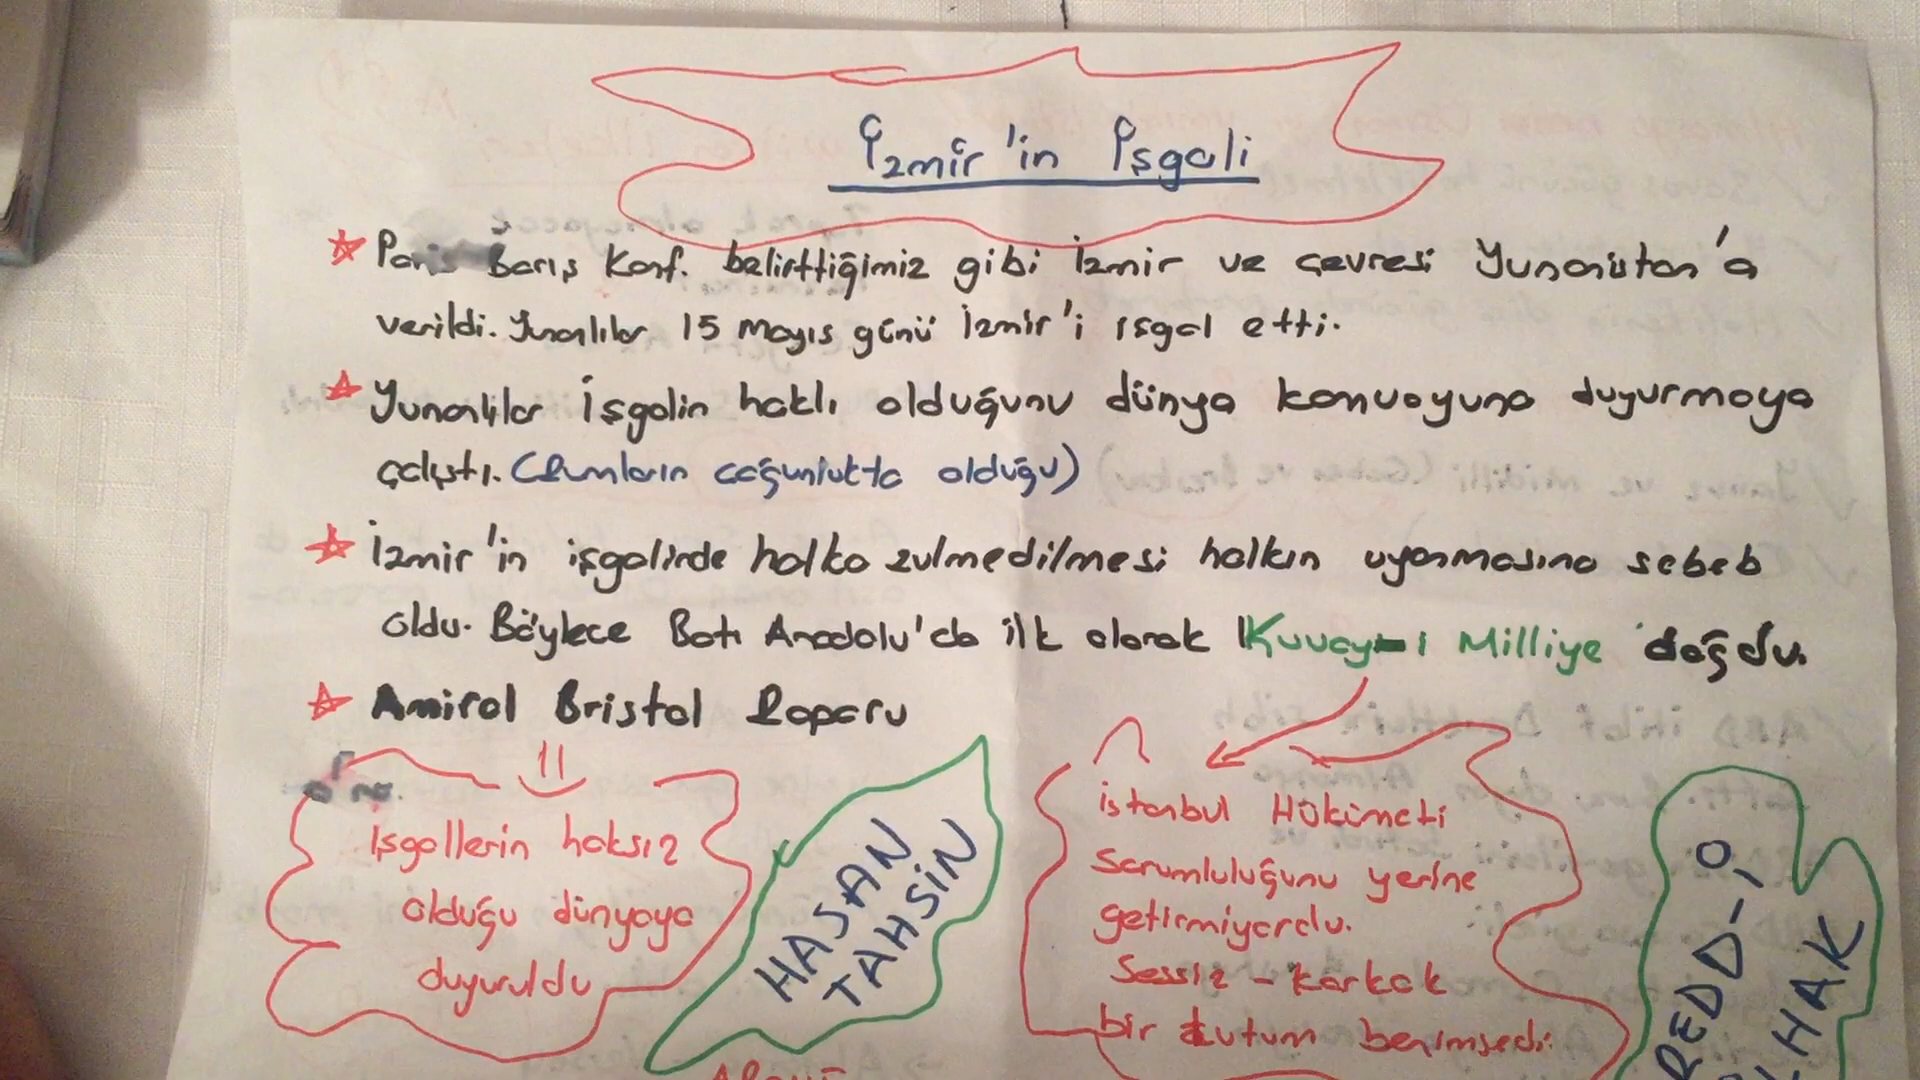 İzmir'in İşgali
Paris Barış Konf. belirttiğimiz gibi İzmir ve çevresi Yunanistan'a
verildi. Yunanlılar 15 mayıs günü İzmir'i işgal etti.
Yunanlılar işgalin haklı olduğunu dünya kamuoyuna duyurmaya
çalıştı. (Rumların çoğunlukta olduğu)
İzmir'in işgalinde halka zulmedilmesi halkın uyanmasına sebeb
oldu. Böylece Batı Anadolu'da ilk olarak Kuvay-ı Milliye doğdu.
Amiral Bristol Raporu
İşgallerin haksız
olduğu dünyaya
duyuruldu
HASAN
TAHSİN
İstanbul Hükümeti
Sorumluluğunu yerine
getirmiyordu.
Sessiz - korkak
bir tutum benimsedi.
REDD-İ
LHAK